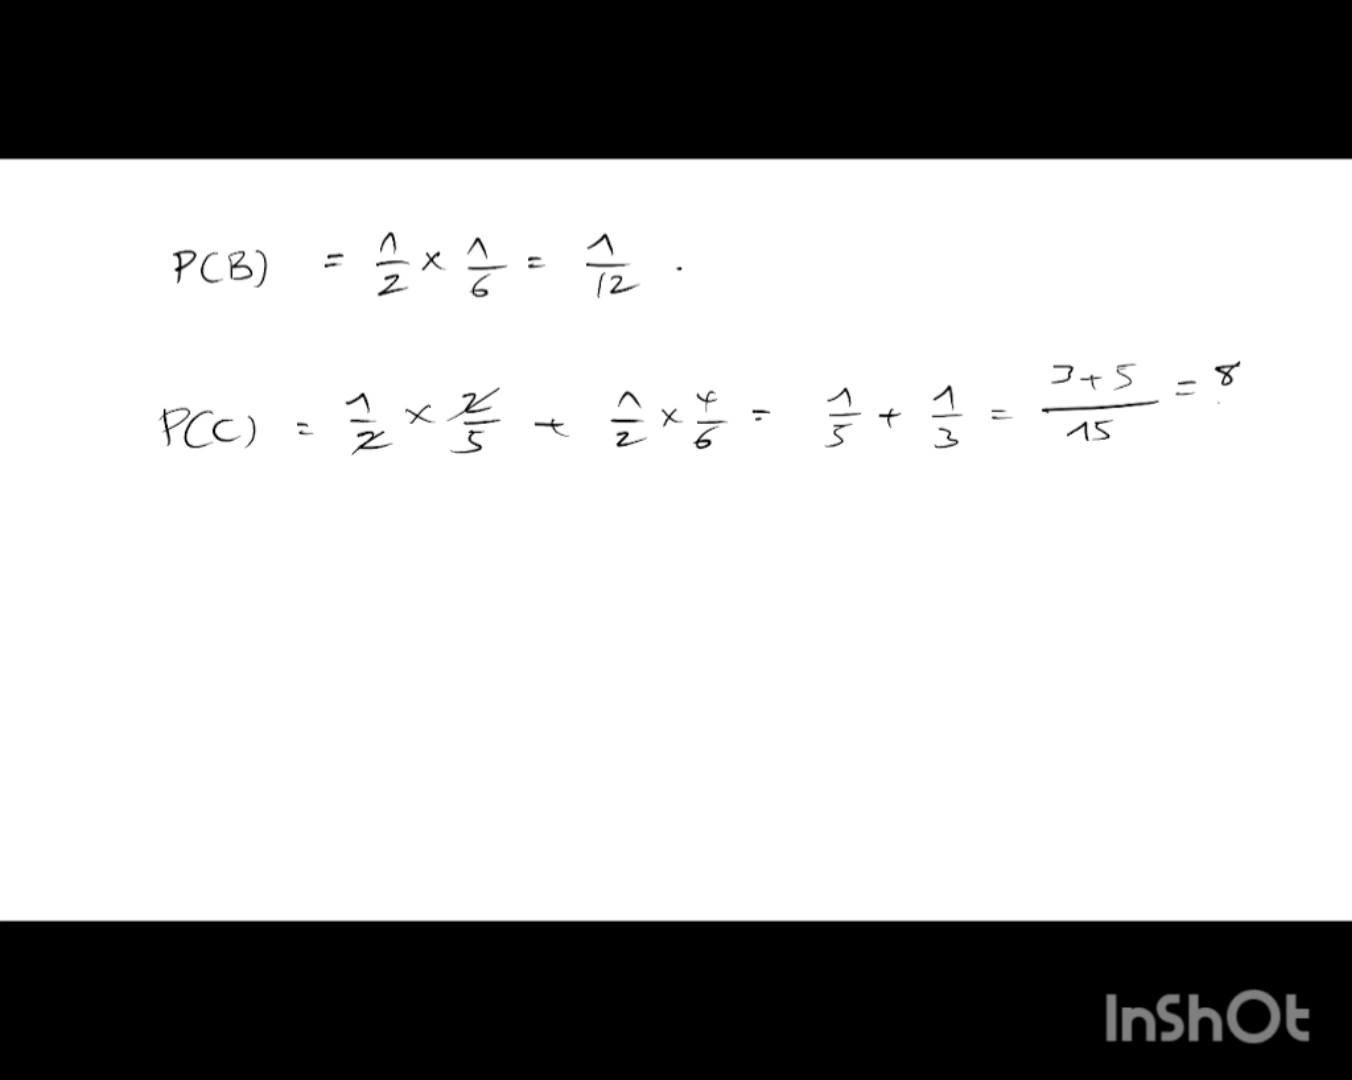 P(B) = 1/2 × 1/6 = 1/12 .
P(C) = 1/2 × 2/5 + 1/2 × 4/6 = 1/5 + 1/3 = 3+5/15 = 8
InShOt